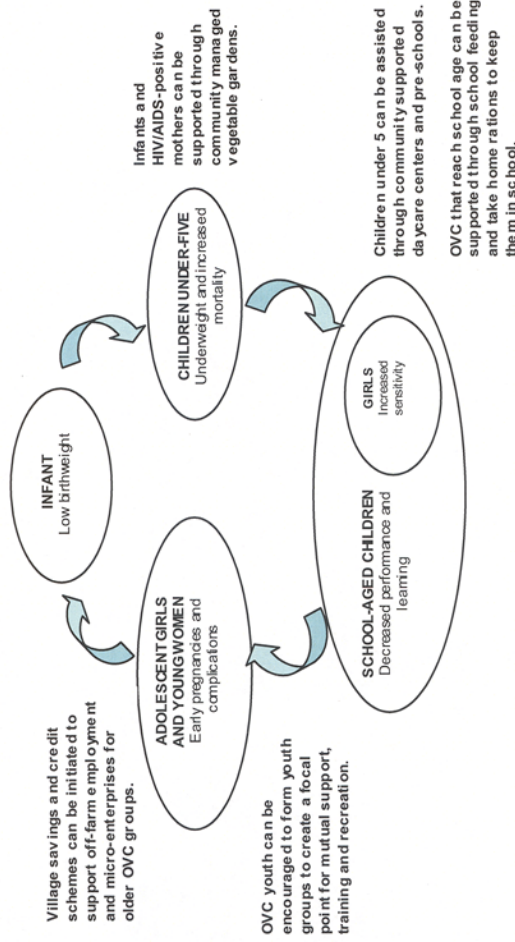 Village savings and credit
schemes can be initiated to
support off-farm employment
and micro-enterprises for
older OVC groups.
INFANT
Low birthweight
Infants and
HIV/AIDS-positive
mothers can be
supported through
community managed
vegetable gardens.
ADOLESCENT GIRLS
AND YOUNG WOMEN
Early pregnancies and
complications
CHILDREN UNDER-FIVE
Underweight and increased
mortality
OVC youth can be
encouraged to form youth
groups to create a focal
point for mutual support,
training and recreation.
SCHOOL-AGED CHILDREN
Decreased performance and
learning
GIRLS
Increased
sensitivity
Children under 5 can be assisted
through community supported
daycare centers and pre-schools.
OVC that reach school age can be
supported through school feeding
and take home rations to keep
them in school.